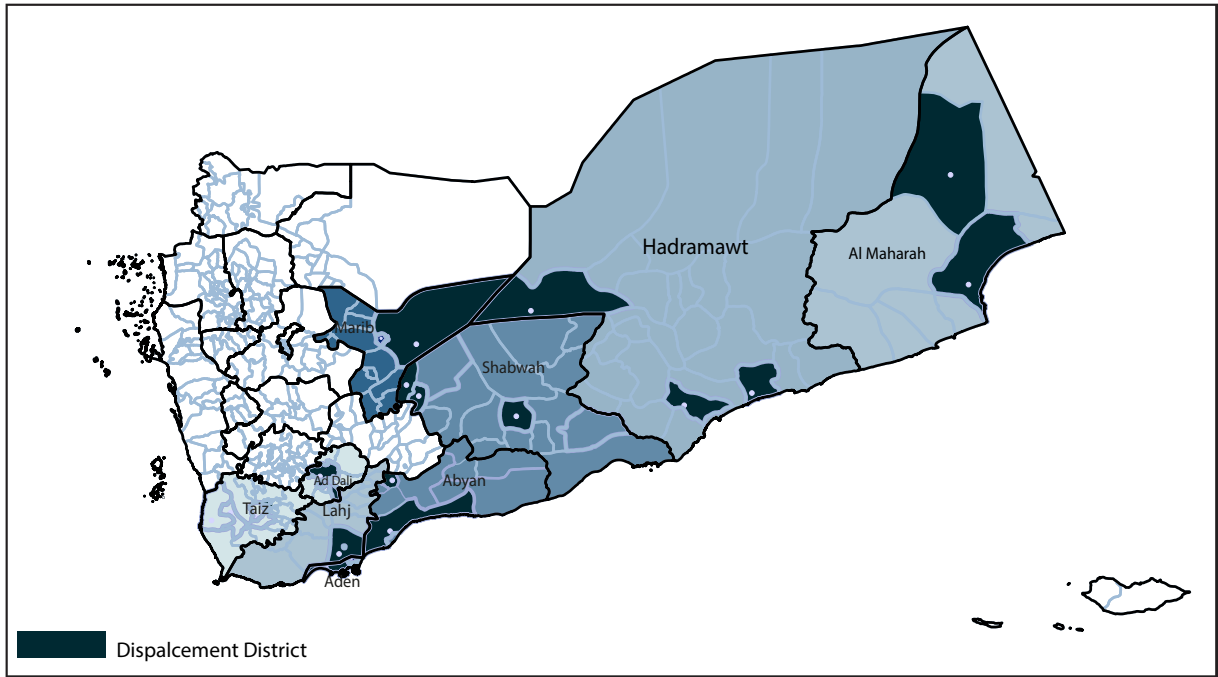 Hadramawt
Al Maharah
Marib
Shabwah
Ad Dali
Abyan
Taiz
Lahj
Aden
Dispalcement District